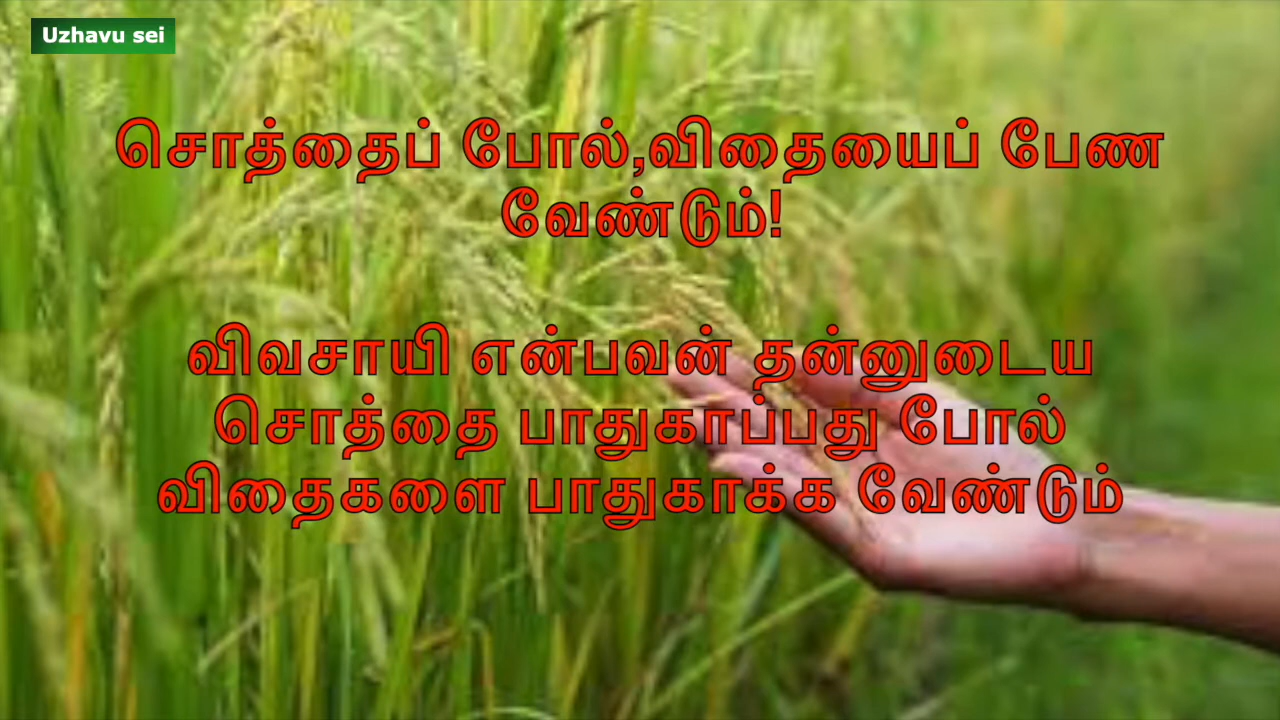 Uzhavu sei
சொத்தைப் போல்,விதையைப் பேண
வேண்டும்!
விவசாயி என்பவன் தன்னுடைய
சொத்தை பாதுகாப்பது போல்
விதைகளை பாதுகாக்க வேண்டும்